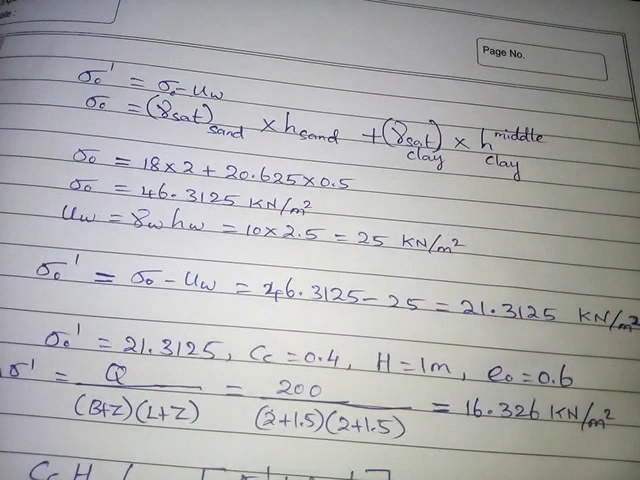 ate:
Page No.
σ₀' = σ₀ - uw
σ₀ = (γsat)sand × hsand + (γsat)clay × h middle clay
σ₀ = 18×2 + 20.625×0.5
σ₀ = 46.3125 KN/m²
uw = γw hw = 10×2.5 = 25 KN/m²
σ₀' = σ₀ - uw = 46.3125 - 25 = 21.3125 KN/m²
σ₀' = 21.3125, Cc = 0.4, H = 1m, e₀ = 0.6
σ' = Q/(B+Z)(L+Z) = 200/(2+1.5)(2+1.5) = 16.326 KN/m²
Cc H